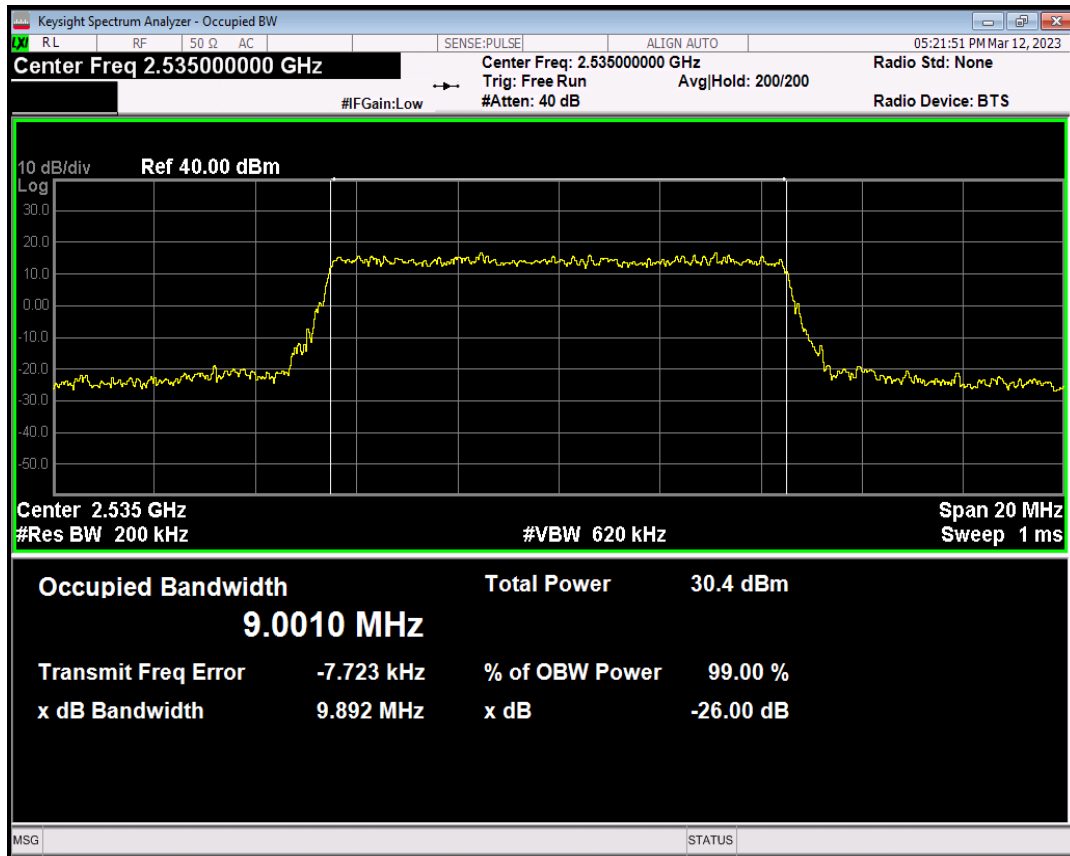 Keysight Spectrum Analyzer - Occupied BW
LXI RL RF 50 Ω AC SENSE:PULSE ALIGN AUTO 05:21:51 PM Mar 12, 2023
Center Freq 2.535000000 GHz
Center Freq: 2.535000000 GHz
Radio Std: None
Trig: Free Run
Avg|Hold: 200/200
#IFGain:Low
#Atten: 40 dB
Radio Device: BTS
10 dB/div Ref 40.00 dBm
Log
30.0
20.0
10.0
0.00
-10.0
-20.0
-30.0
-40.0
-50.0
Center 2.535 GHz Span 20 MHz
#Res BW 200 kHz #VBW 620 kHz Sweep 1 ms
Occupied Bandwidth
9.0010 MHz
Total Power 30.4 dBm
Transmit Freq Error -7.723 kHz % of OBW Power 99.00 %
x dB Bandwidth 9.892 MHz x dB -26.00 dB
MSG STATUS